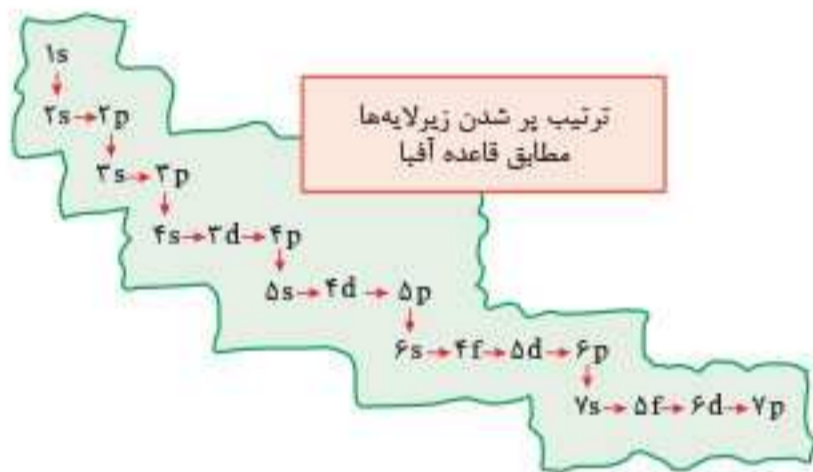 ۱s
۲s→۲p
ترتیب پر شدن زیرلایه‌ها
مطابق قاعده آفبا
۳s→۳p
۴s→۳d→۴p
۵s→۴d→۵p
۶s→۴f→۵d→۶p
۷s→۵f→۶d→۷p